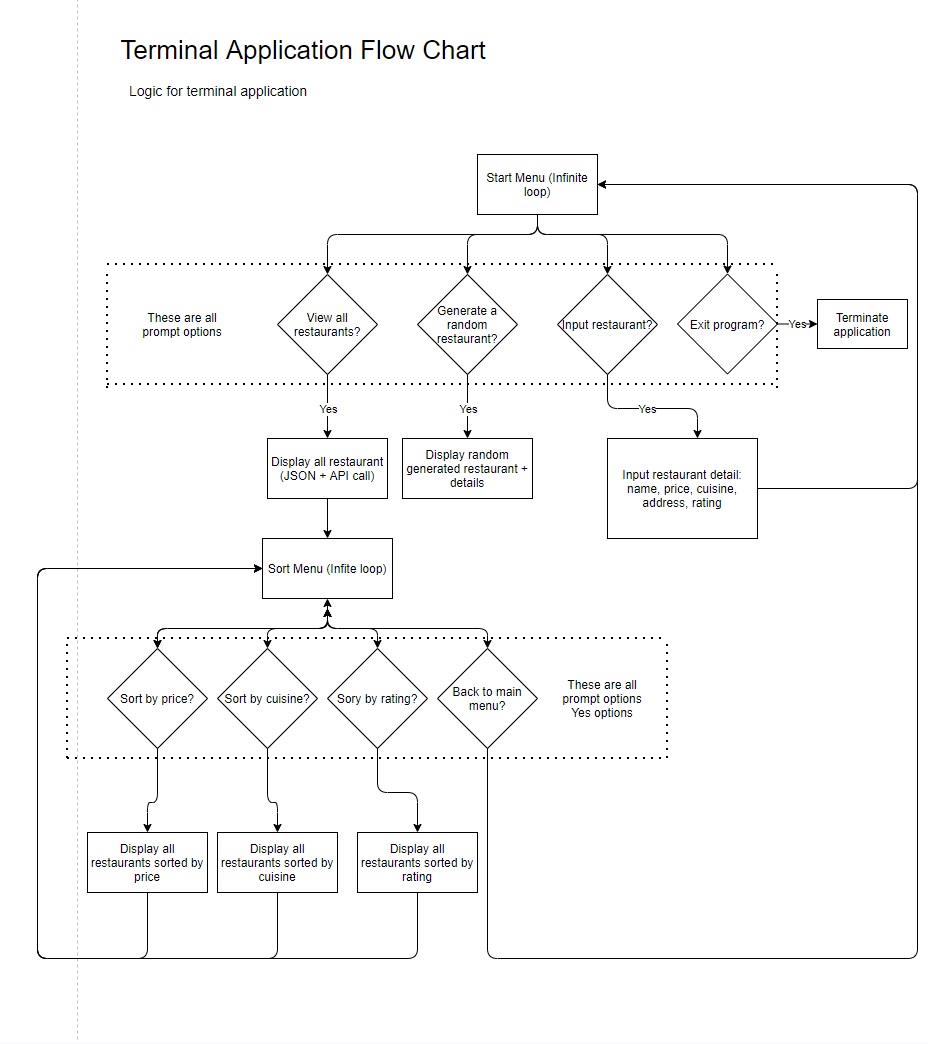 Terminal Application Flow Chart
Logic for terminal application
Start Menu (Infinite
loop)
These are all
prompt options
View all
restaurants?
Generate a
random
restaurant?
Input restaurant?
Exit program?
Yes
Terminate
application
Yes
Yes
Yes
Display all restaurant
(JSON + API call)
Display random
generated restaurant +
details
Input restaurant detail:
name, price, cuisine,
address, rating
Sort Menu (Infite loop)
Sort by price?
Sort by cuisine?
Sory by rating?
Back to main
menu?
These are all
prompt options
Yes options
Display all
restaurants sorted by
price
Display all
restaurants sorted by
cuisine
Display all
restaurants sorted by
rating